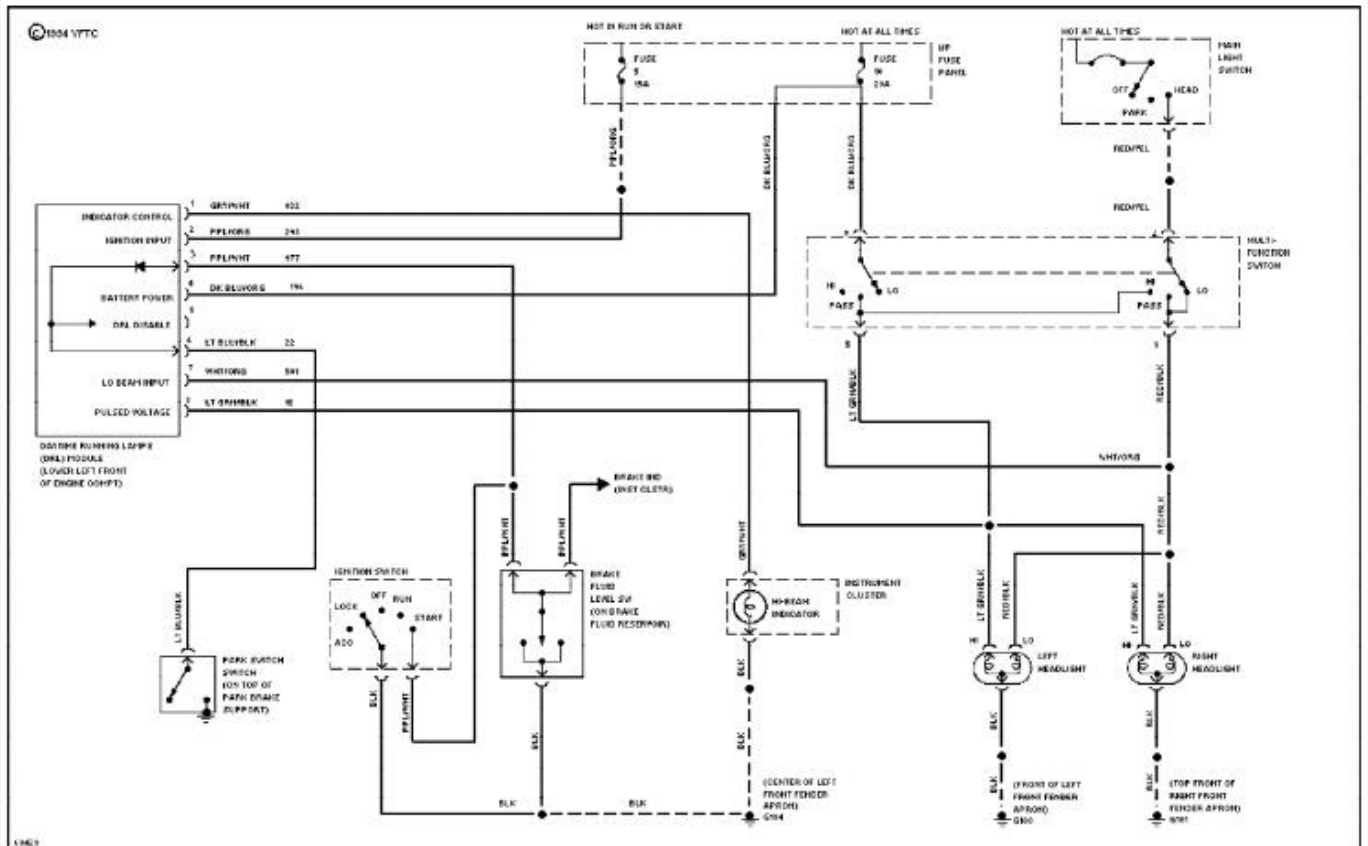 HOT IN RUN OR START
HOT AT ALL TIMES
HOT AT ALL TIMES
FUSE
15A
FUSE
20A
I/P
FUSE
PANEL
MAIN
LIGHT
SWITCH
OFF
PARK
HEAD
PPL/ORG
DK BLU/ORG
DK BLU/ORG
RED/YEL
RED/YEL
INDICATOR CONTROL
1
GRY/WHT
IGNITION INPUT
2
PPL/ORG
3
PPL/WHT
BATTERY POWER
DK BLU/ORG
DRL DISABLE
LT BLU/BLK
22
LO BEAM INPUT
7
WHT/ORG
PULSED VOLTAGE
LT GRN/BLK
DAYTIME RUNNING LAMPS
(DRL) MODULE
(LOWER LEFT FRONT
OF ENGINE COMPT)
MULTI-
FUNCTION
SWITCH
HI
LO
PASS
HI
LO
PASS
LT GRN/BLK
RED/BLK
WHT/ORG
RED/BLK
BRAKE IND
(INST CLSTR)
PPL/WHT
PPL/WHT
GRY/WHT
LT BLU/BLK
IGNITION SWITCH
LOCK
OFF
RUN
START
ACC
BRAKE
FLUID
LEVEL SW
(ON BRAKE
FLUID RESERVOIR)
HI-BEAM
INDICATOR
INSTRUMENT
CLUSTER
LT GRN/BLK
RED/BLK
LT GRN/BLK
RED/BLK
HI
LO
LEFT
HEADLIGHT
HI
LO
RIGHT
HEADLIGHT
PARK SWITCH
SWITCH
(ON TOP OF
PARK BRAKE
SUPPORT)
BLK
PPL/WHT
BLK
BLK
BLK
BLK
BLK
BLK
BLK
BLK
BLK
(CENTER OF LEFT
FRONT FENDER
APRON)
G104
(FRONT OF LEFT
FRONT FENDER
APRON)
G100
(TOP FRONT OF
RIGHT FRONT
FENDER APRON)